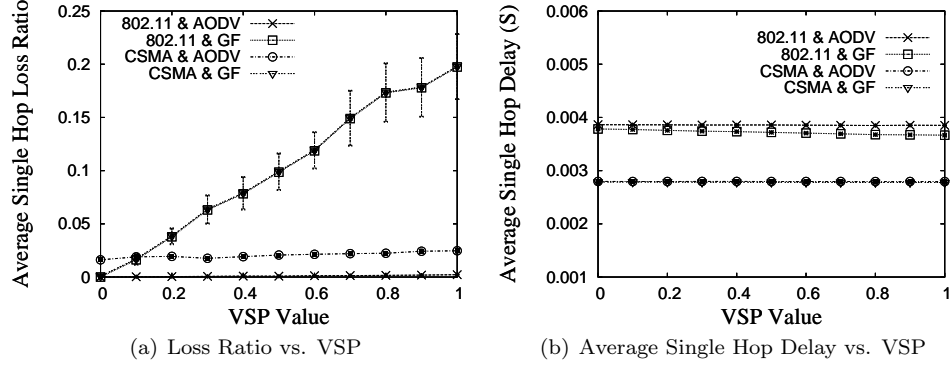 Average Single Hop Loss Ratio
0.25
0.2
0.15
0.1
0.05
0
802.11 & AODV
802.11 & GF
CSMA & AODV
CSMA & GF
0 0.2 0.4 0.6 0.8 1
VSP Value
(a) Loss Ratio vs. VSP
Average Single Hop Delay (S)
0.006
0.005
0.004
0.003
0.002
0.001
802.11 & AODV
802.11 & GF
CSMA & AODV
CSMA & GF
0 0.2 0.4 0.6 0.8 1
VSP Value
(b) Average Single Hop Delay vs. VSP